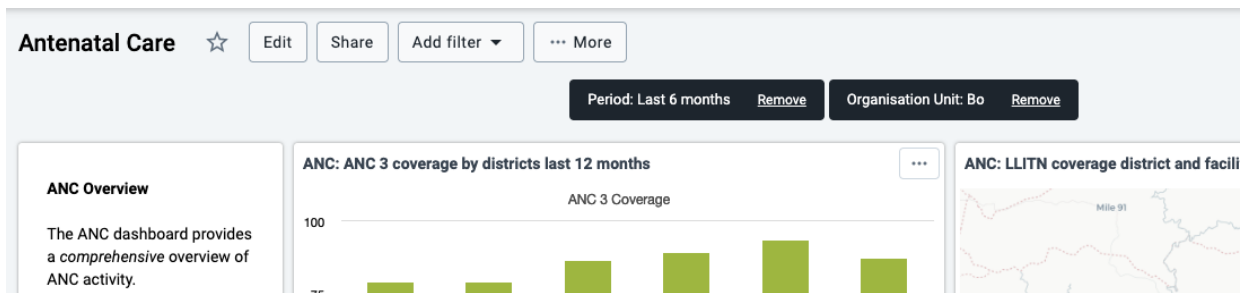 Antenatal Care
Edit
Share
Add filter
More
Period: Last 6 months Remove
Organisation Unit: Bo Remove
ANC Overview
The ANC dashboard provides
a comprehensive overview of
ANC activity.
ANC: ANC 3 coverage by districts last 12 months
ANC 3 Coverage
100
75
ANC: LLITN coverage district and facili
Mile 91